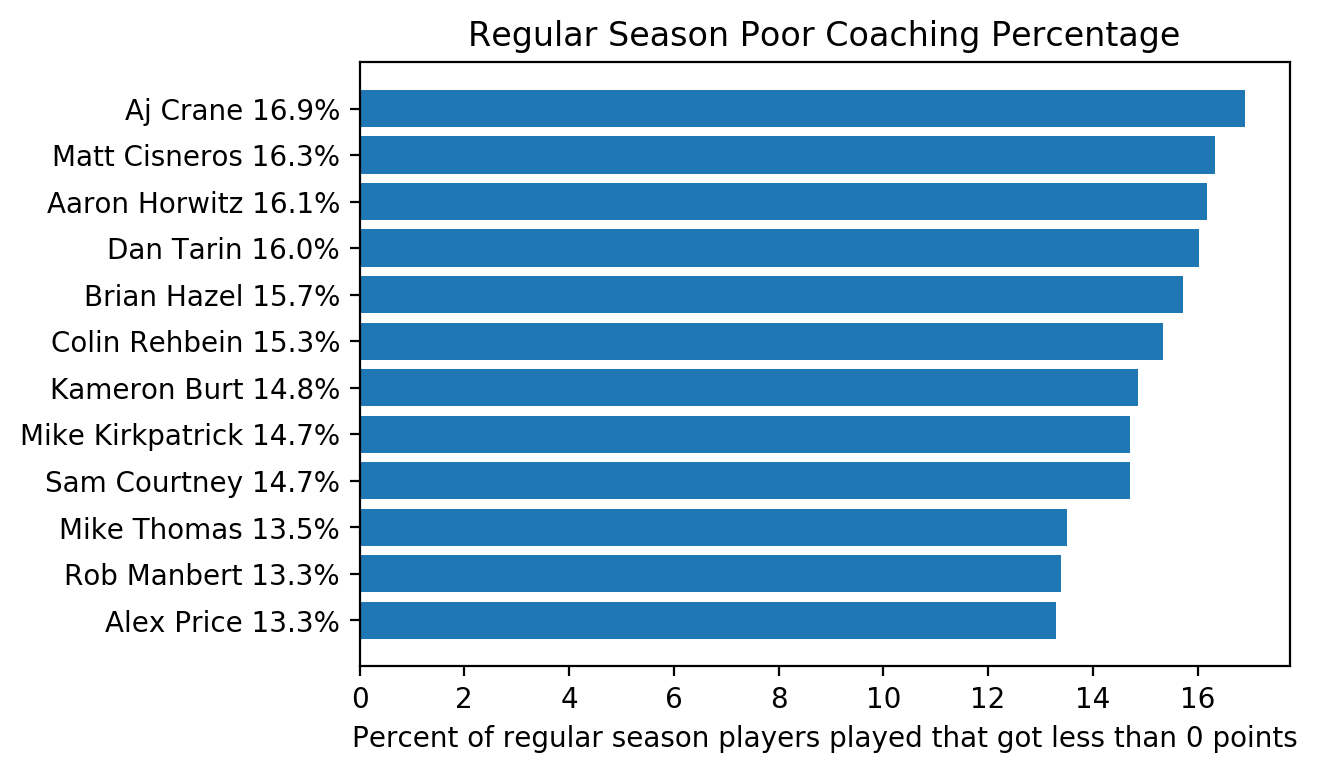 Regular Season Poor Coaching Percentage
Aj Crane 16.9%
Matt Cisneros 16.3%
Aaron Horwitz 16.1%
Dan Tarin 16.0%
Brian Hazel 15.7%
Colin Rehbein 15.3%
Kameron Burt 14.8%
Mike Kirkpatrick 14.7%
Sam Courtney 14.7%
Mike Thomas 13.5%
Rob Manbert 13.3%
Alex Price 13.3%
0 2 4 6 8 10 12 14 16
Percent of regular season players played that got less than 0 points